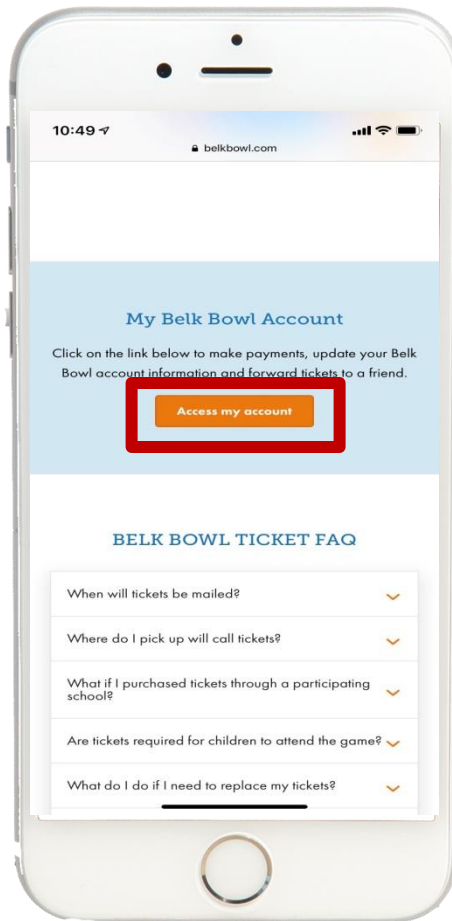 10:49
belkbowl.com
My Belk Bowl Account
Click on the link below to make payments, update your Belk
Bowl account information and forward tickets to a friend.
Access my account
BELK BOWL TICKET FAQ
When will tickets be mailed?
Where do I pick up will call tickets?
What if I purchased tickets through a participating
school?
Are tickets required for children to attend the game?
What do I do if I need to replace my tickets?